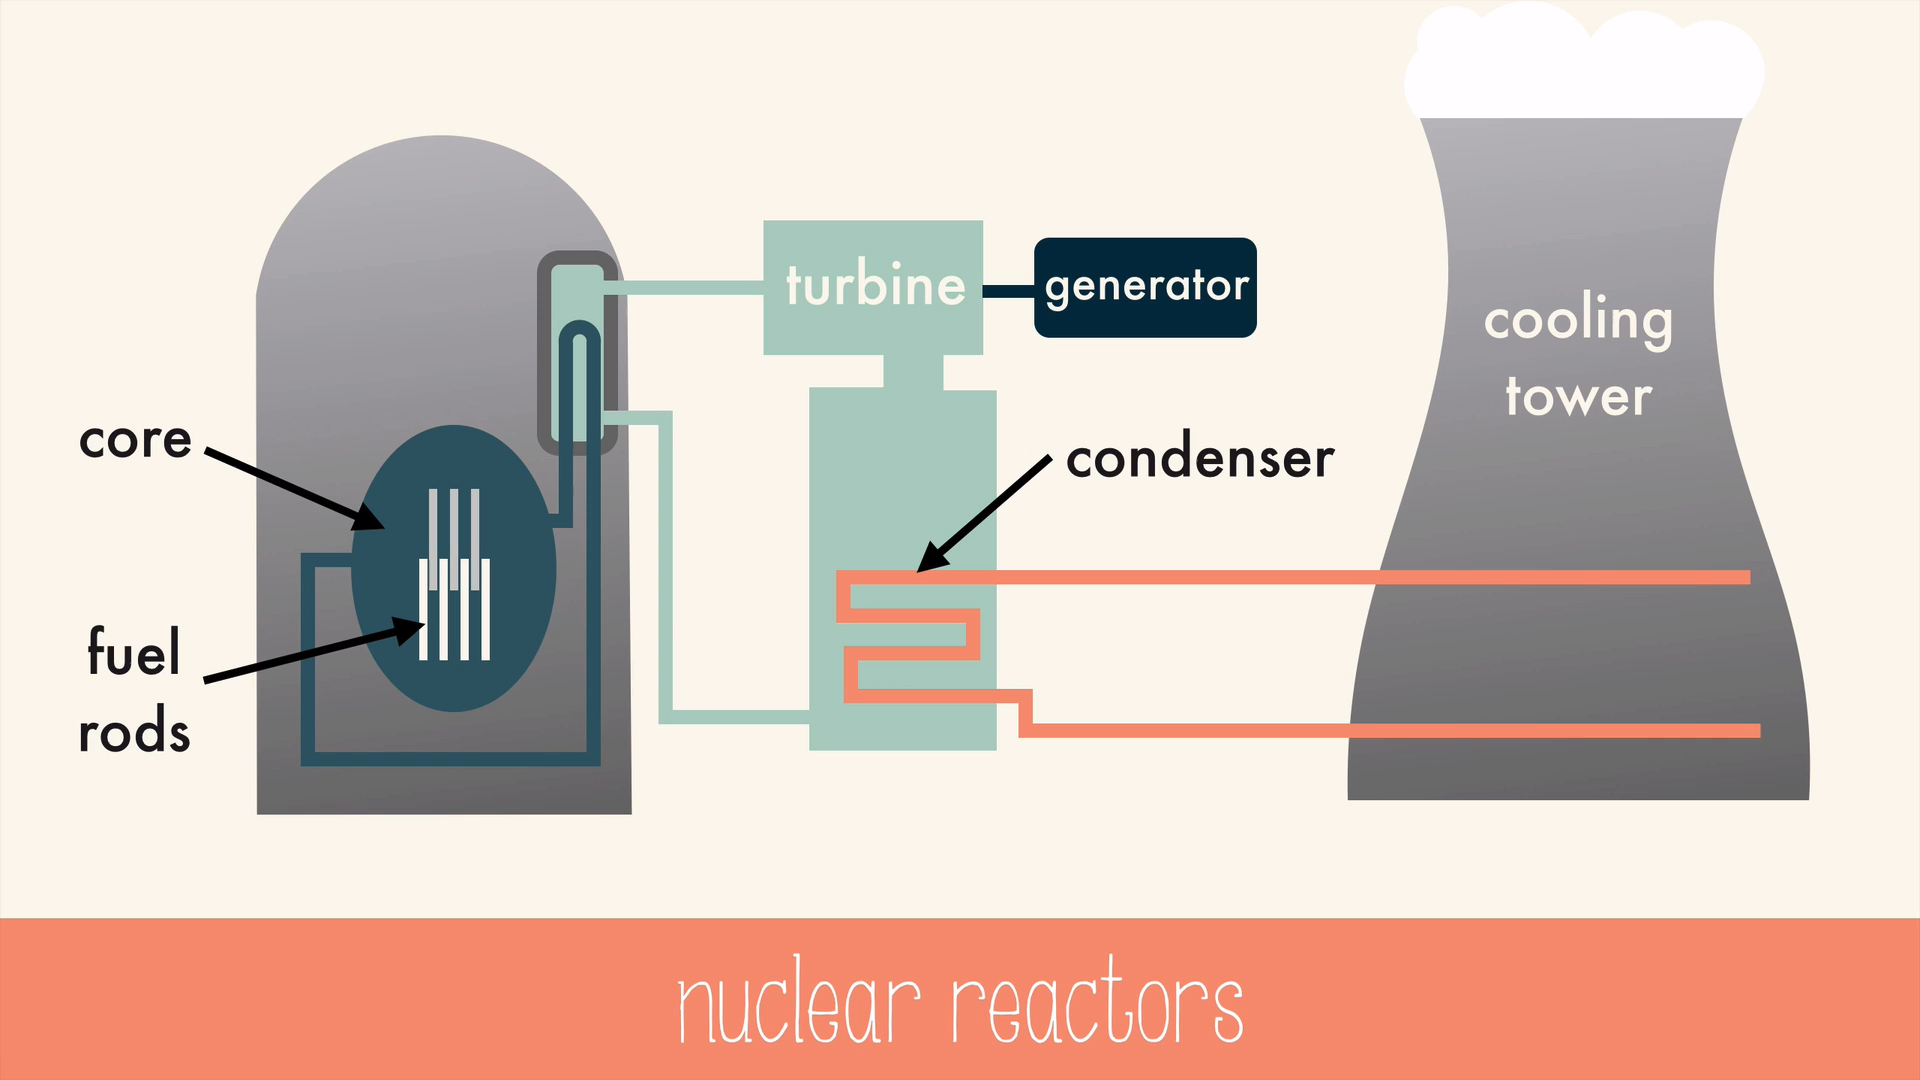 turbine
generator
cooling
tower
core
condenser
fuel
rods
nuclear reactors